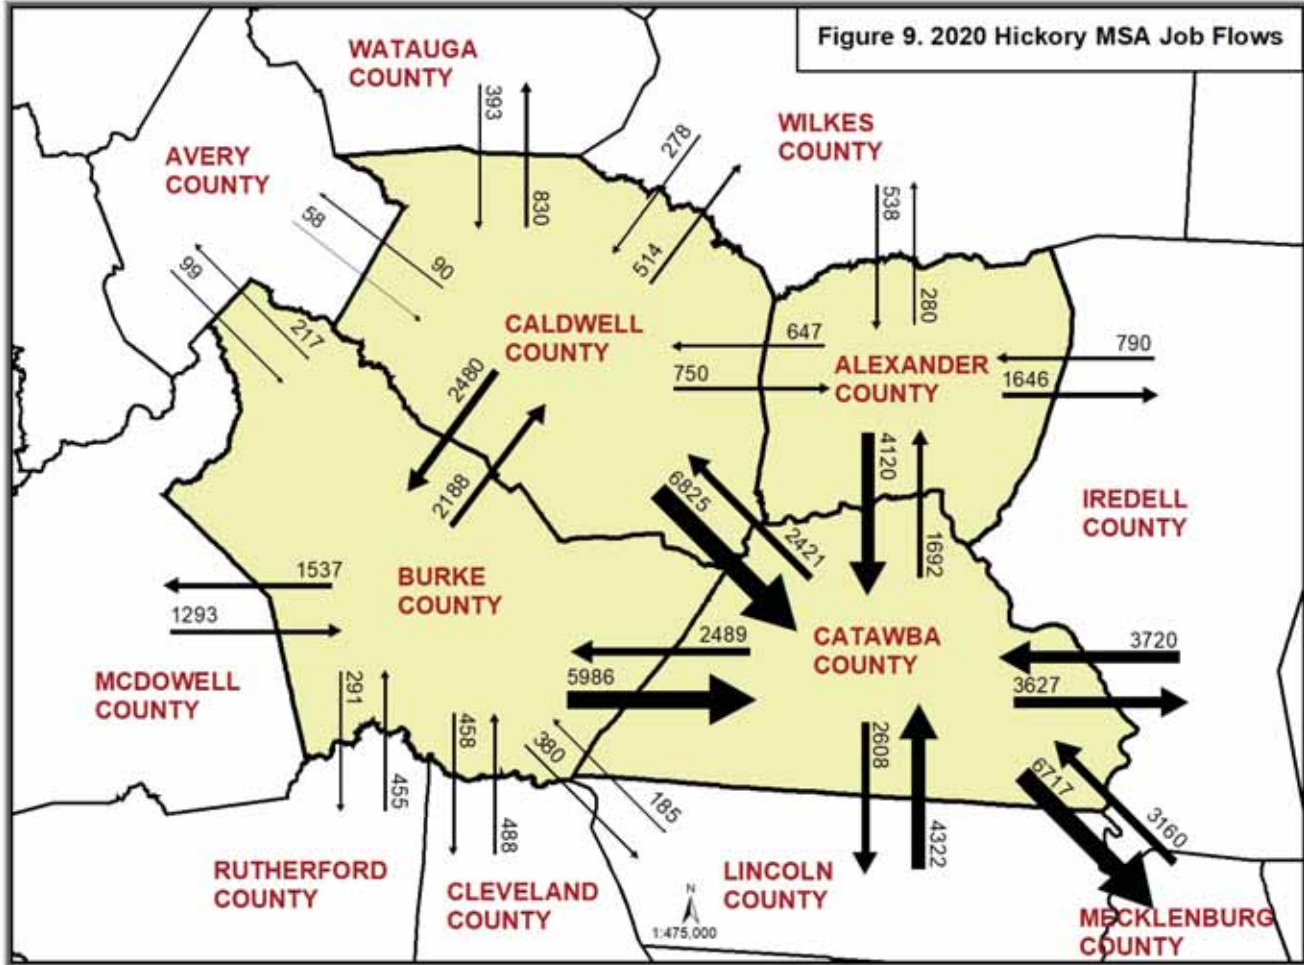 Figure 9. 2020 Hickory MSA Job Flows
WATAUGA
COUNTY
393
830
WILKES
COUNTY
278
514
538
280
AVERY
COUNTY
58
90
99
217
CALDWELL
COUNTY
647
750
ALEXANDER
COUNTY
790
1646
2480
2188
6825
2421
4120
1692
IREDELL
COUNTY
1537
1293
BURKE
COUNTY
2489
5986
CATAWBA
COUNTY
3720
3627
MCDOWELL
COUNTY
291
455
458
488
380
185
2608
4322
6717
3160
RUTHERFORD
COUNTY
CLEVELAND
COUNTY
LINCOLN
COUNTY
N
1:475,000
MECKLENBURG
COUNTY